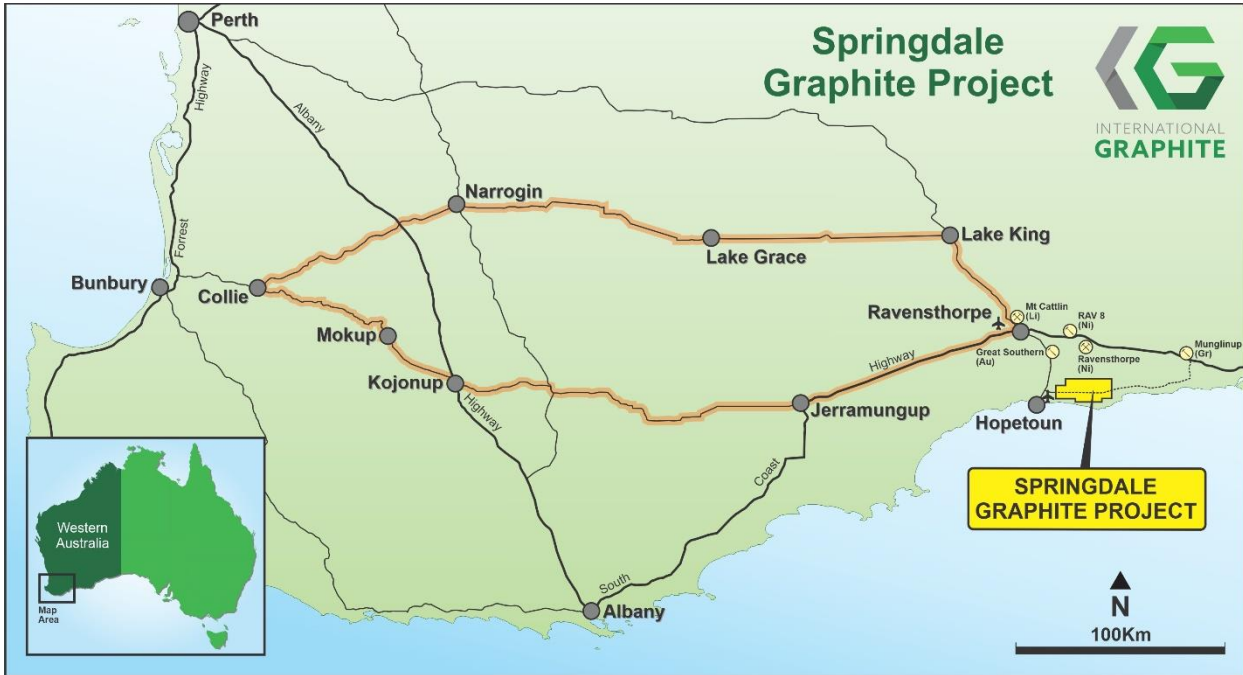 Springdale
Graphite Project
INTERNATIONAL
GRAPHITE
Perth
Highway
Albany
Forrest
Narrogin
Lake Grace
Lake King
Bunbury
Collie
Mokup
Kojonup
Highway
Ravensthorpe
Mt Cattlin
(Li)
RAV 8
(Ni)
Great Southern
(Au)
Ravensthorpe
(Ni)
Munglinup
(Gr)
Highway
Jerramungup
Hopetoun
Coast
South
Albany
SPRINGDALE
GRAPHITE PROJECT
Western
Australia
Map
Area
N
100Km